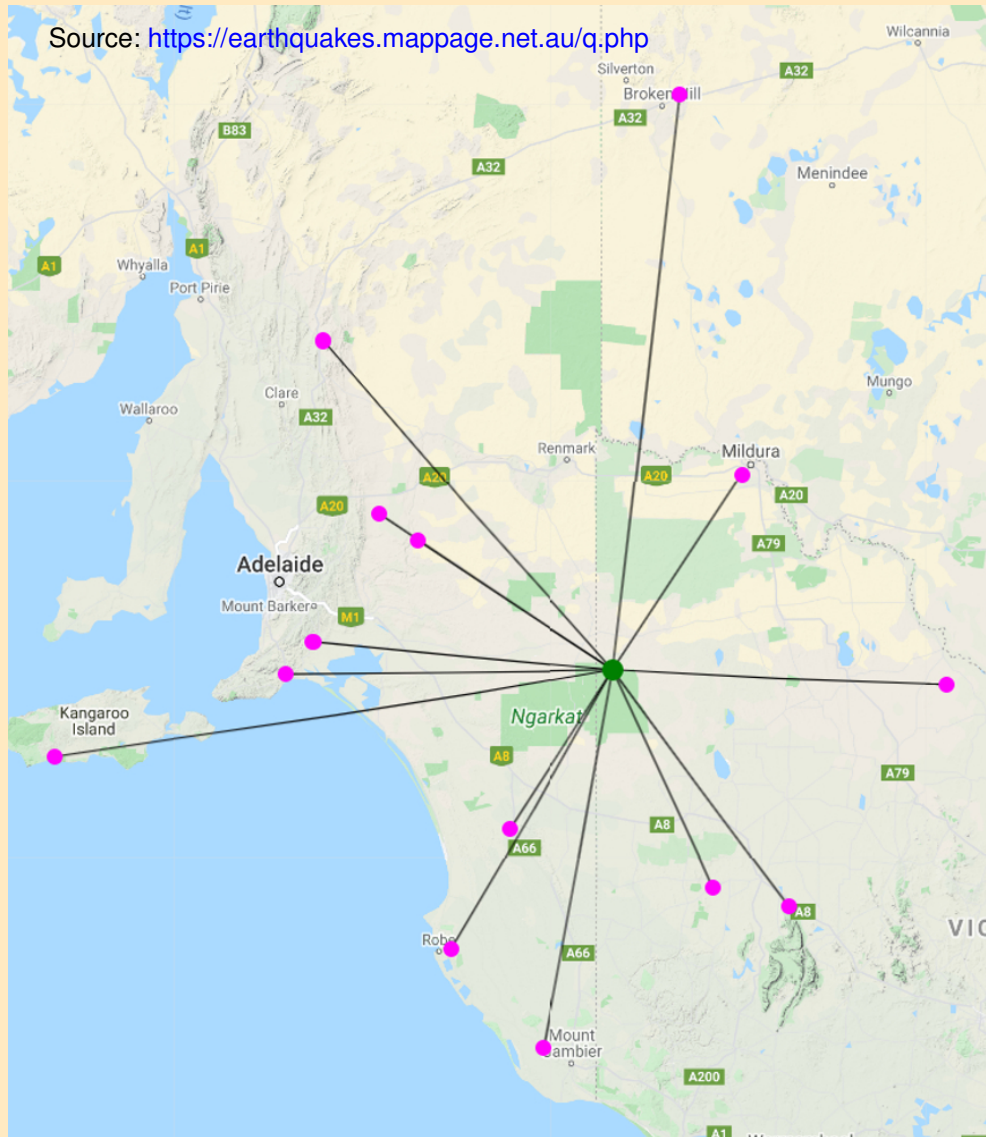 Source: https://earthquakes.mappage.net.au/q.php
Wilcannia
Silverton
A32
Broken Hill
A32
B83
A32
Menindee
A1
A1
Whyalla
Port Pirie
Clare
Mungo
Wallaroo
A32
Renmark
Mildura
A20
A20
A20
A20
A79
Adelaide
Mount Barker
M1
Kangaroo
Island
Ngarkat
A8
A79
A8
A66
A8
VIC
Robe
A66
Mount
Gambier
A200
A1